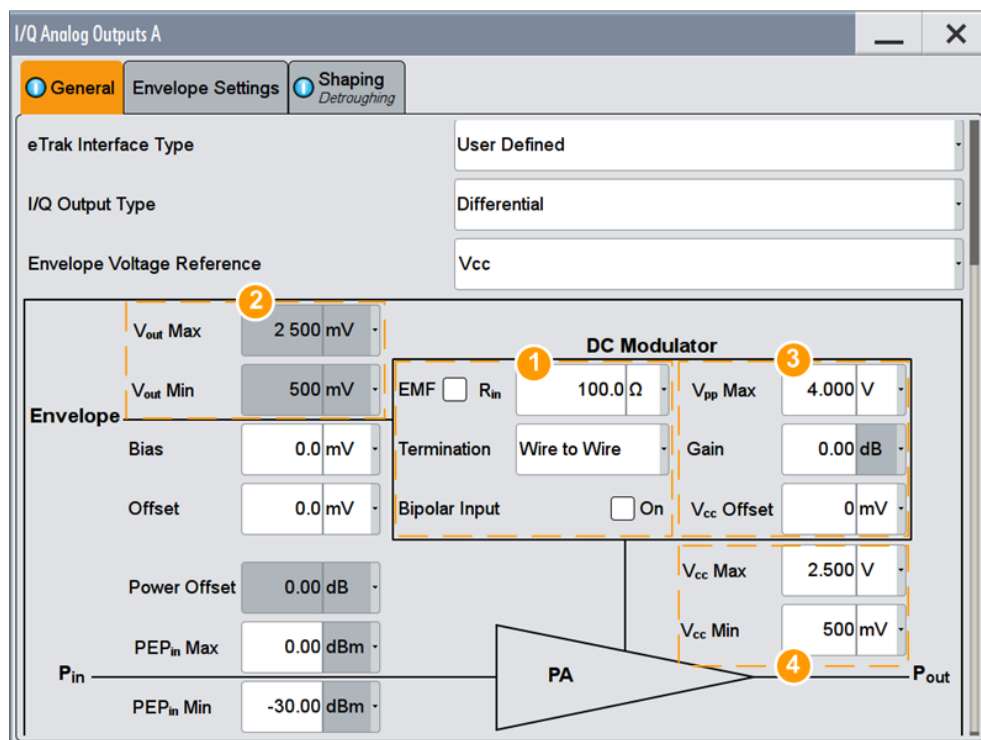 I/Q Analog Outputs A
General
Envelope Settings
Shaping
Detroughing
eTrak Interface Type
User Defined
I/Q Output Type
Differential
Envelope Voltage Reference
Vcc
2
Vout Max
2 500 mV
DC Modulator
1
3
Vout Min
500 mV
EMF
Rin
100.0 Ω
Vpp Max
4.000 V
Envelope
Bias
0.0 mV
Termination
Wire to Wire
Gain
0.00 dB
Offset
0.0 mV
Bipolar Input
On
Vcc Offset
0 mV
Power Offset
0.00 dB
Vcc Max
2.500 V
PEPin Max
0.00 dBm
Vcc Min
500 mV
4
Pin
PA
Pout
PEPin Min
-30.00 dBm